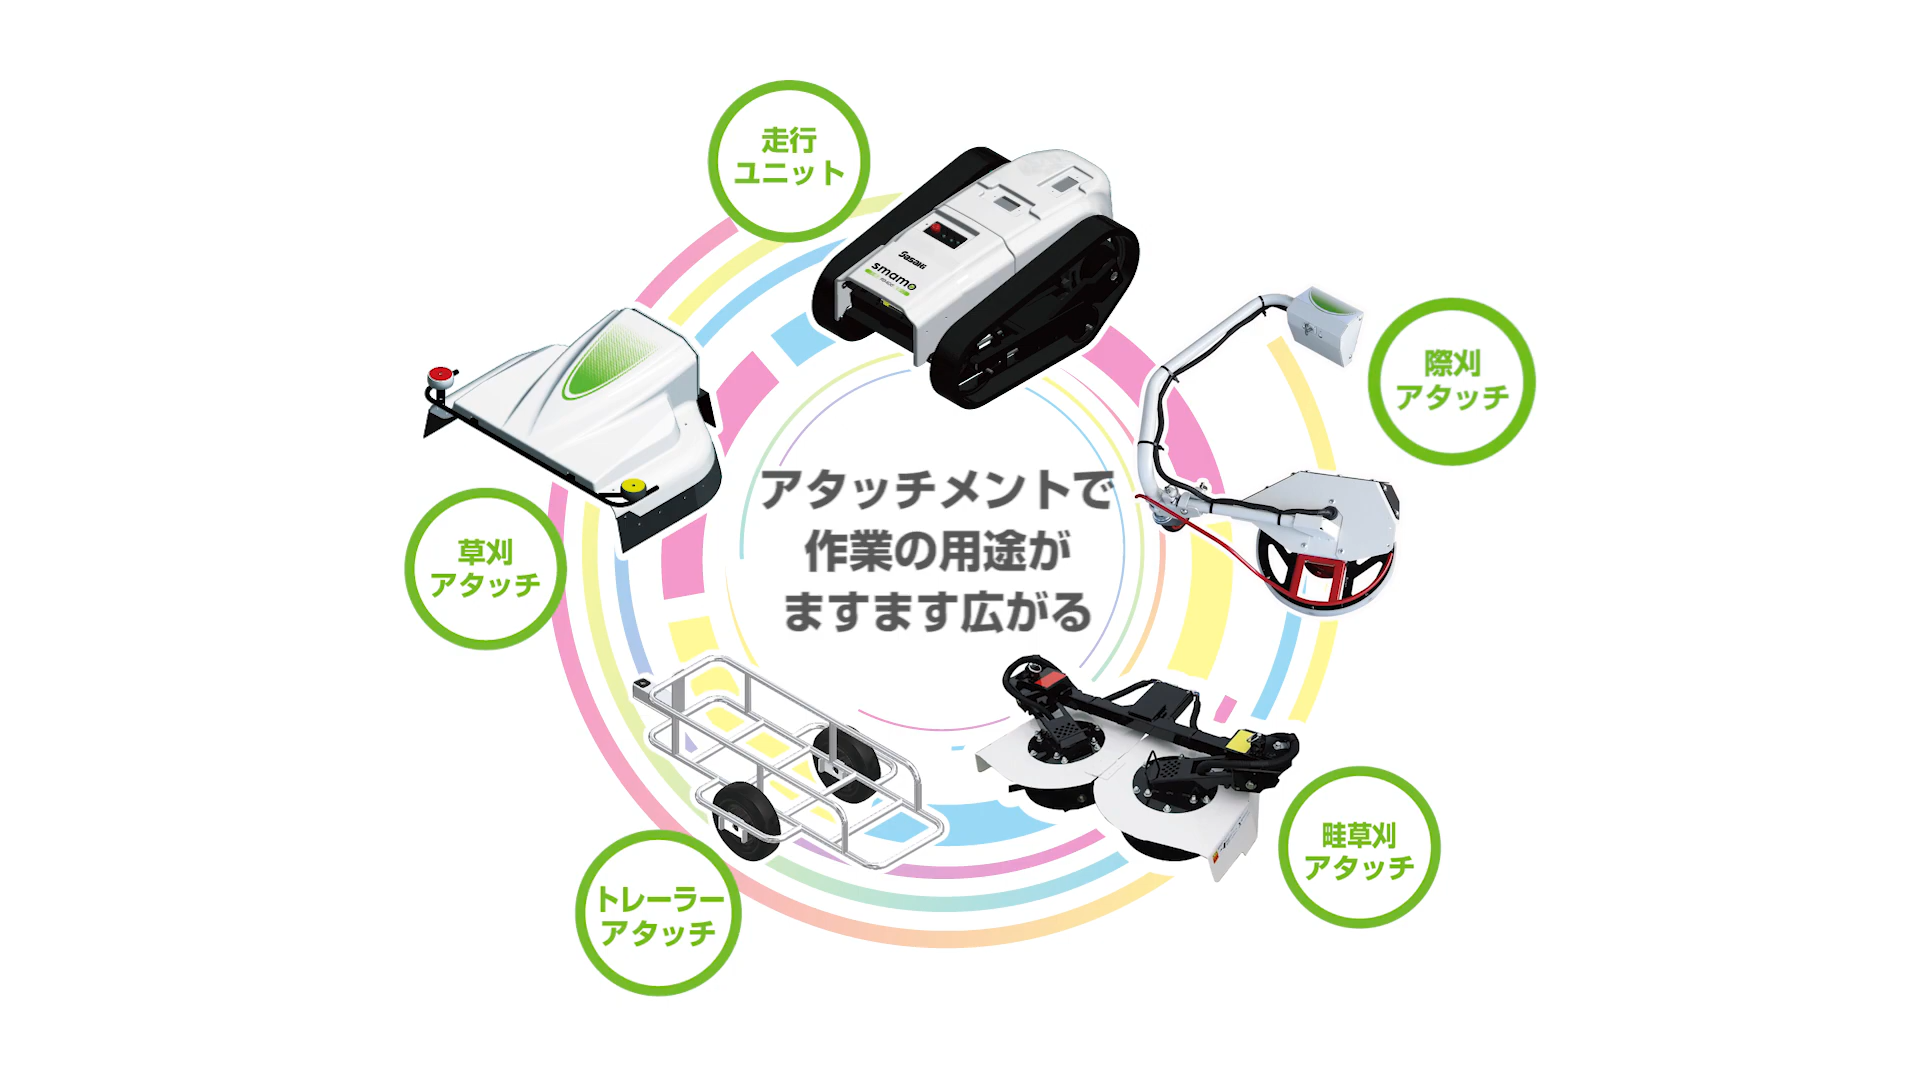 走行
ユニット
Sasaki
smamo
際刈
アタッチ
アタッチメントで
作業の用途が
ますます広がる
草刈
アタッチ
畦草刈
アタッチ
トレーラー
アタッチ